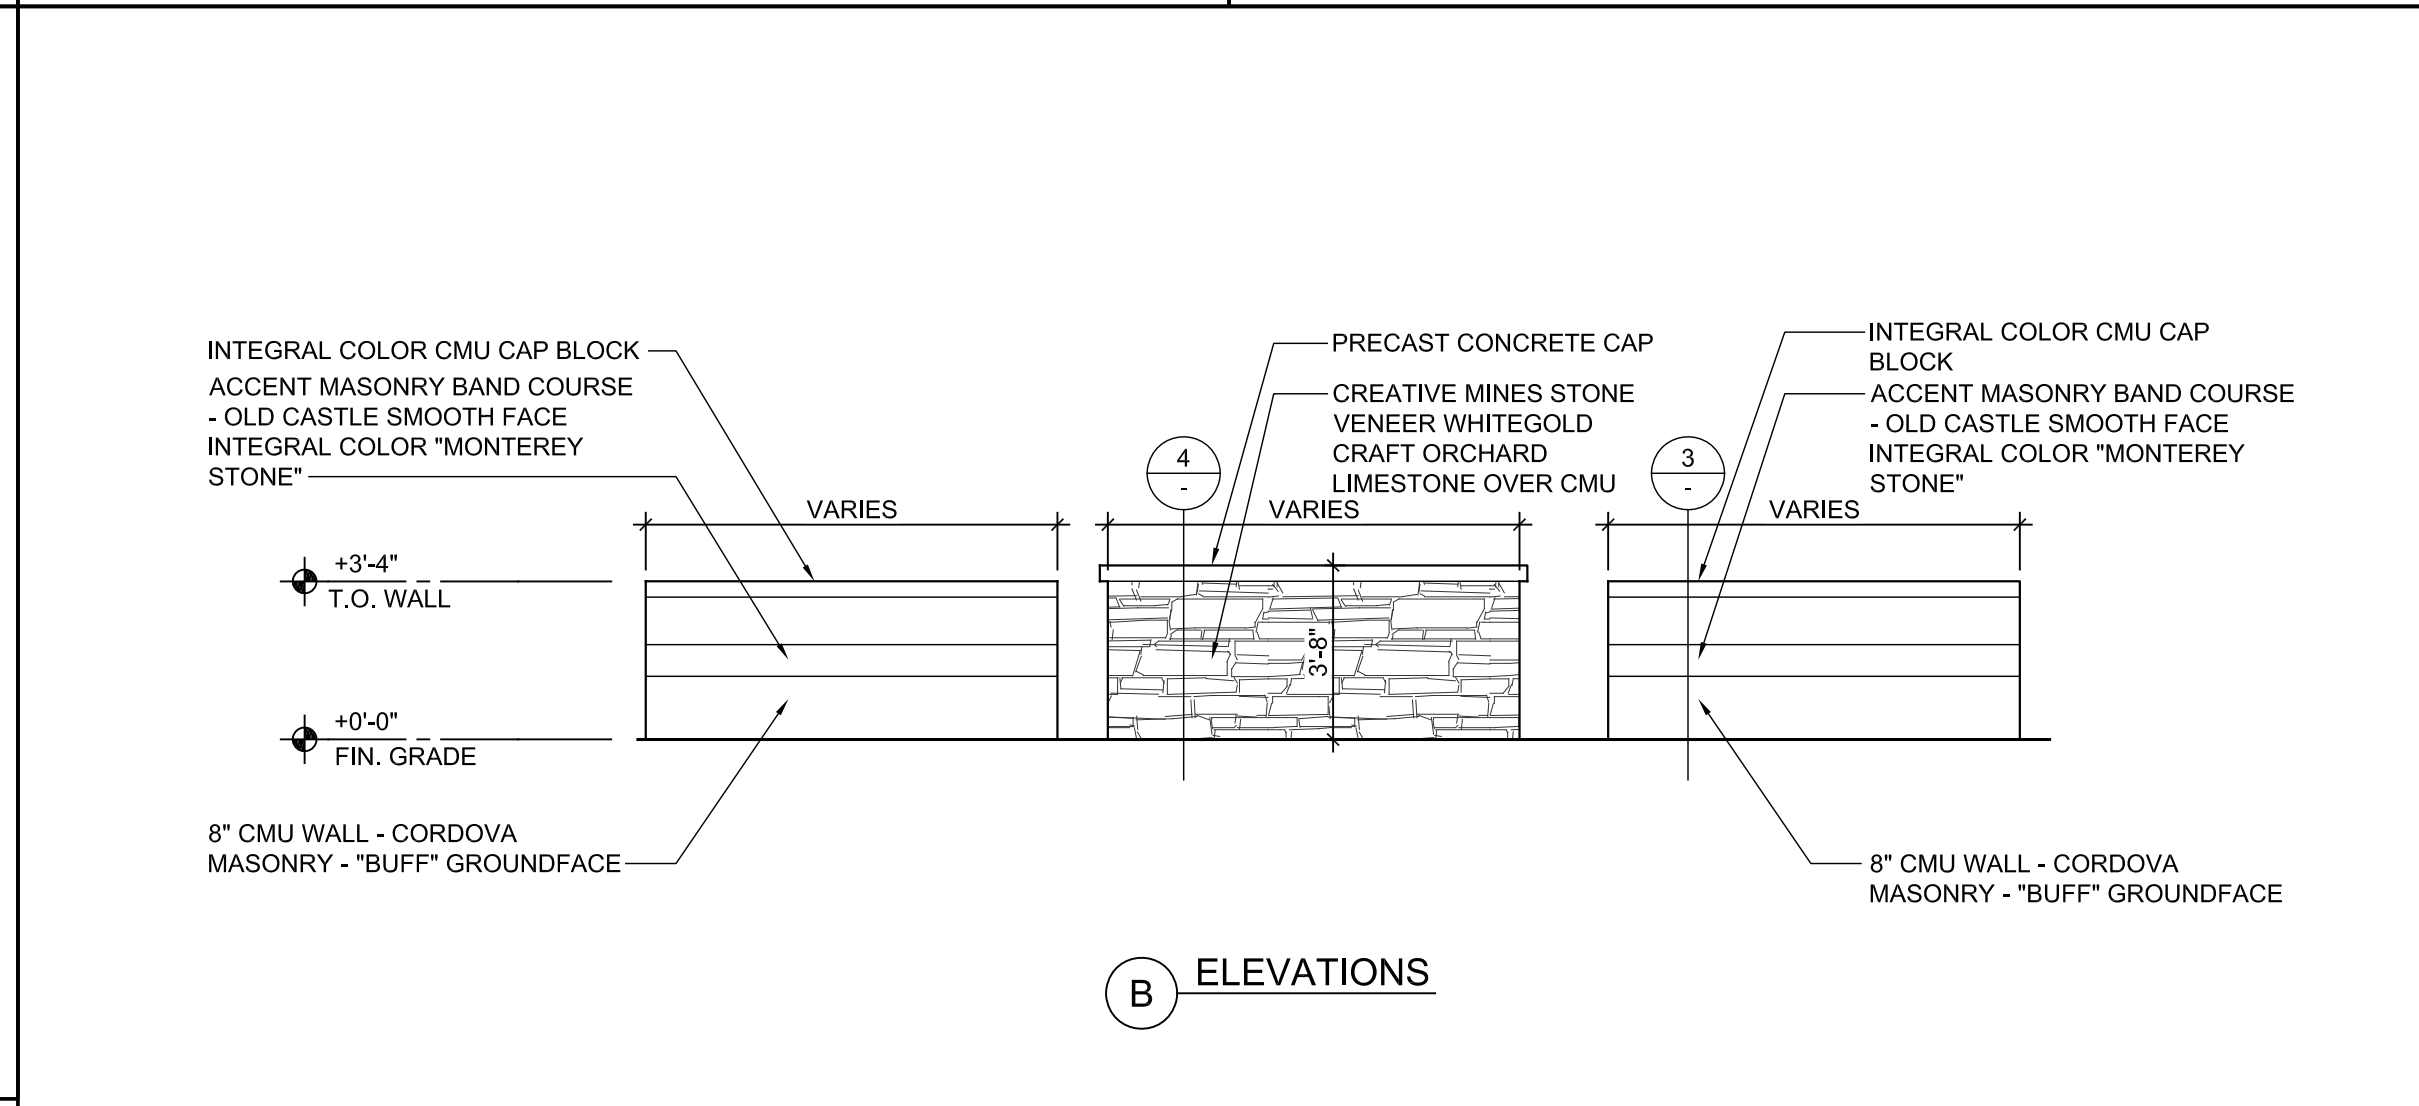 INTEGRAL COLOR CMU CAP BLOCK
ACCENT MASONRY BAND COURSE
- OLD CASTLE SMOOTH FACE
INTEGRAL COLOR "MONTEREY
STONE"
PRECAST CONCRETE CAP
CREATIVE MINES STONE
VENEER WHITEGOLD
CRAFT ORCHARD
LIMESTONE OVER CMU
INTEGRAL COLOR CMU CAP
BLOCK
ACCENT MASONRY BAND COURSE
- OLD CASTLE SMOOTH FACE
INTEGRAL COLOR "MONTEREY
STONE"
4
-
3
-
VARIES
VARIES
VARIES
+3'-4"
T.O. WALL
3'-8"
+0'-0"
FIN. GRADE
8" CMU WALL - CORDOVA
MASONRY - "BUFF" GROUNDFACE
8" CMU WALL - CORDOVA
MASONRY - "BUFF" GROUNDFACE
B
ELEVATIONS